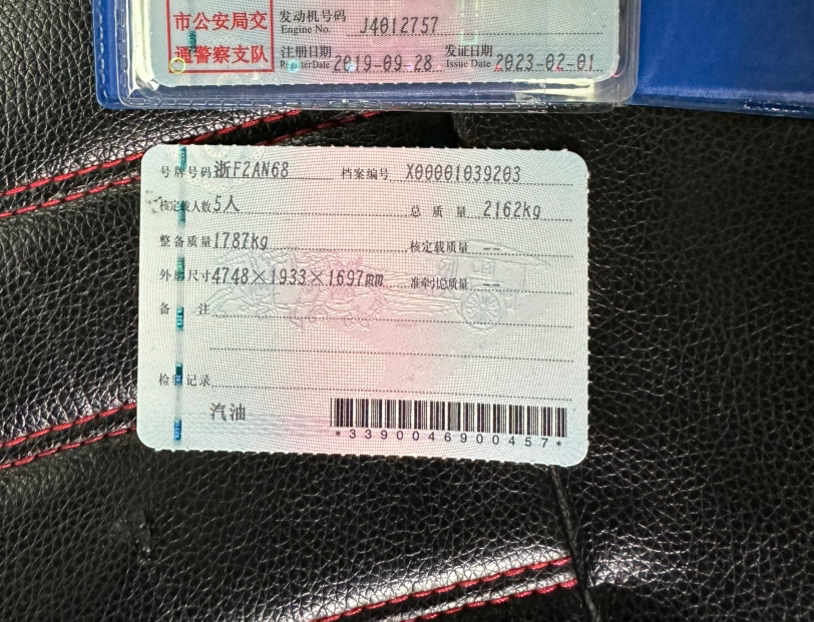 市公安局交
通警察支队
发动机号码 J4012757
Engine No.
注册日期 2019-09-28 发证日期 2023-02-01
Register Date Issue Date
号牌号码 浙F2AN68 档案编号 X00001039203
核定载人数 5人 总质量 2162kg
整备质量 1787kg 核定载质量 --
外廓尺寸 4748×1933×1697mm 准牵引总质量 --
备注
检验记录
汽油
*3390046900457*